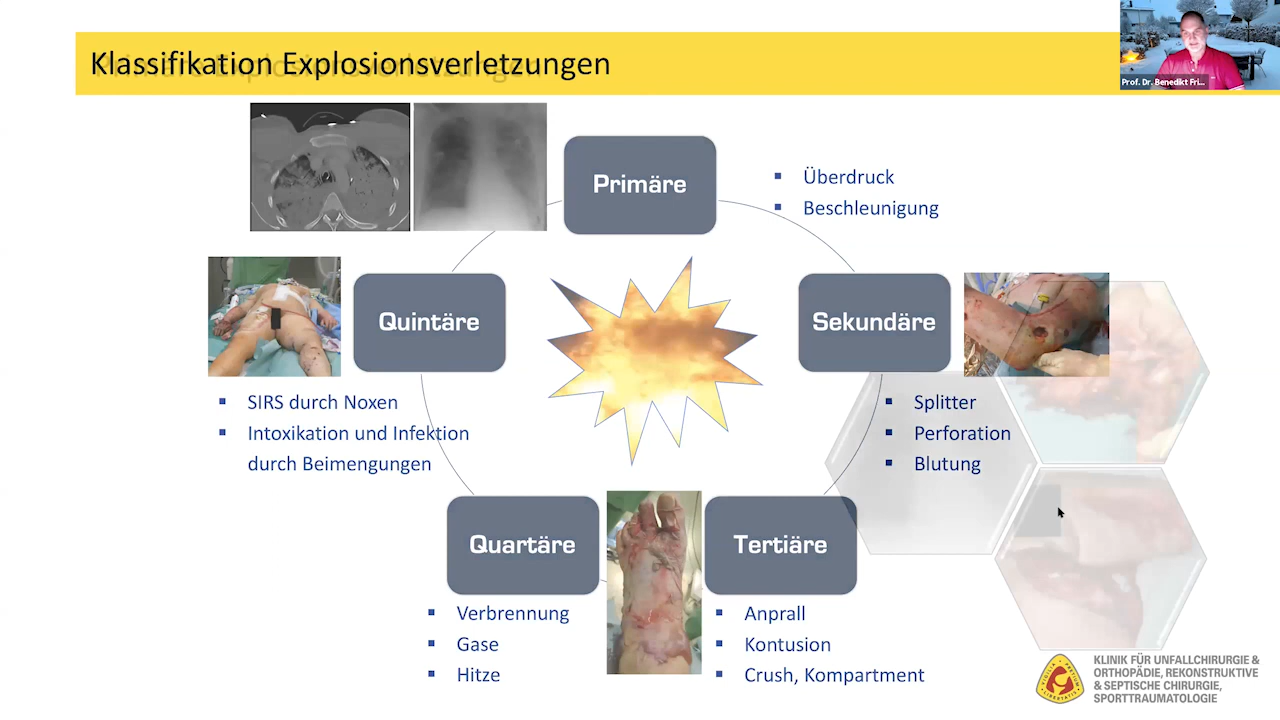 Klassifikation Explosionsverletzungen
Prof. Dr. Benedikt Fri...
Primäre
Überdruck
Beschleunigung
Quintäre
Sekundäre
SIRS durch Noxen
Intoxikation und Infektion
durch Beimengungen
Splitter
Perforation
Blutung
Quartäre
Tertiäre
Verbrennung
Gase
Hitze
Anprall
Kontusion
Crush, Kompartment
KLINIK FÜR UNFALLCHIRURGIE &
ORTHOPÄDIE, REKONSTRUKTIVE
& SEPTISCHE CHIRURGIE,
SPORTTRAUMATOLOGIE